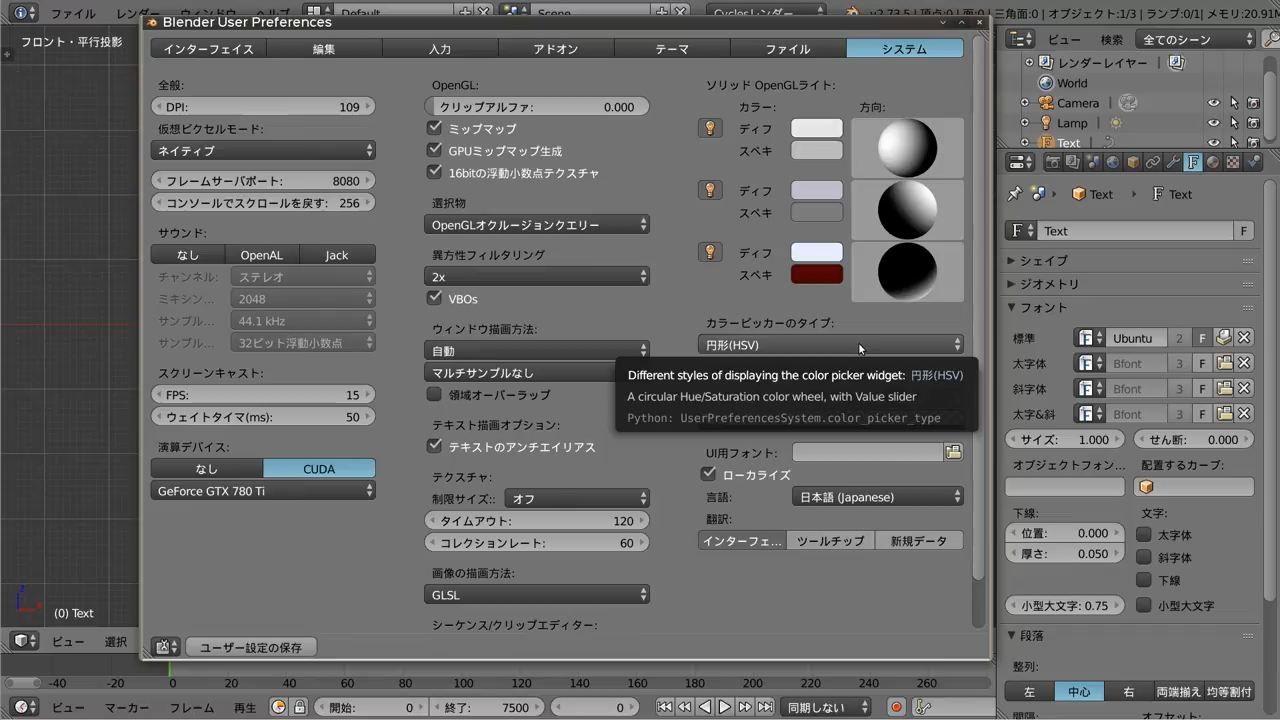 ファイル
レンダー
ウィンドウ
Default
Scene
Cyclesレンダー
v2.73.5
頂点:0
面:0
三角面:0 | オブジェクト:1/3 | ランプ:0/1 | メモリ:20.91M
Blender User Preferences
フロント・平行投影
インターフェイス
編集
入力
アドオン
テーマ
ファイル
システム
全般:
DPI: 109
仮想ピクセルモード:
ネイティブ
フレームサーバポート: 8080
コンソールでスクロールを戻す: 256
サウンド:
なし
OpenAL
Jack
チャンネル: ステレオ
ミキシン... 2048
サンプル... 44.1 kHz
サンプル... 32ビット浮動小数点
スクリーンキャスト:
FPS: 15
ウェイトタイマ(ms): 50
演算デバイス:
なし
CUDA
GeForce GTX 780 Ti
OpenGL:
クリップアルファ: 0.000
ミップマップ
GPUミップマップ生成
16bitの浮動小数点テクスチャ
選択物
OpenGLオクルージョンクエリー
異方性フィルタリング
2x
VBOs
ウィンドウ描画方法:
自動
マルチサンプルなし
領域オーバーラップ
テキスト描画オプション:
テキストのアンチエイリアス
テクスチャ:
制限サイズ:: オフ
タイムアウト: 120
コレクションレート: 60
画像の描画方法:
GLSL
シーケンス/クリップエディター:
ソリッド OpenGLライト:
カラー:
方向:
ディフ
スペキ
ディフ
スペキ
ディフ
スペキ
カラーピッカーのタイプ:
円形(HSV)
Different styles of displaying the color picker widget: 円形(HSV)
A circular Hue/Saturation color wheel, with Value slider
Python: UserPreferencesSystem.color_picker_type
UI用フォント:
ローカライズ
言語: 日本語 (Japanese)
翻訳:
インターフェ...
ツールチップ
新規データ
ユーザー設定の保存
ビュー
検索
全てのシーン
レンダーレイヤー
World
Camera
Lamp
Text
Text
Text
F Text F
シェイプ
ジオメトリ
フォント
標準 Ubuntu 2 F
太字体 Bfont 3 F
斜字体 Bfont 3 F
太字&斜 Bfont 3 F
サイズ: 1.000
せん断: 0.000
オブジェクトフォン...
配置するカーブ:
下線:
文字:
位置: 0.000
太字体
厚さ: 0.050
斜字体
下線
小型大文字: 0.75
小型大文字
段落
整列:
左
中心
右
両端揃え
均等割付
オフセット:
(0) Text
ビュー
選択
-40 -20 0 20 40 60 80 100 120 140 160 180 200 220 240 260
ビュー
マーカー
フレーム
再生
開始: 0
終了: 7500
0
同期しない